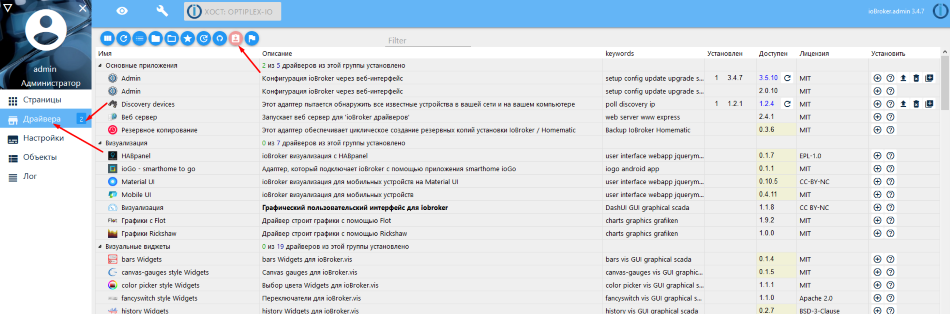 ХОСТ: OPTIPLEX-IO
ioBroker.admin 3.4.7
admin
Администратор
Страницы
Драйвера 2
Настройки
Объекты
Лог
Filter
Имя Описание keywords Установлен Доступен Лицензия Установить
Основные приложения 2 из 5 драйверов из этой группы установлено
Admin Конфигурация ioBroker через веб-интерфейс setup config update upgrade s... 1 3.4.7 3.5.10 MIT
Admin Конфигурация ioBroker через веб-интерфейс setup config update upgrade s... 2.0.10 MIT
Discovery devices Этот адаптер пытается обнаружить все известные устройства в вашей сети и на вашем компьютере poll discovery ip 1 1.2.1 1.2.4 MIT
Веб сервер Запускает веб сервер для 'ioBroker драйверов' web server www express 2.4.1 MIT
Резервное копирование Этот адаптер обеспечивает циклическое создание резервных копий установки ioBroker / Homematic Backup IoBroker Homematic 0.3.6 MIT
Визуализация 0 из 7 драйверов из этой группы установлено
HABpanel ioBroker визуализация с HABpanel user interface webapp jquerym... 0.1.7 EPL-1.0
ioGo - smarthome to go Адаптер, который подключает ioBroker с помощью приложения smarthome ioGo iogo android app 0.1.1 MIT
Material UI ioBroker визуализация для мобильных устройств на Material UI user interface webapp jquerym... 0.10.5 CC-BY-NC
Mobile UI ioBroker визуализация для мобильных устройств user interface webapp jquerym... 0.4.11 MIT
Визуализация Графический пользовательский интерфейс для iobroker DashUI GUI graphical scada 1.1.8 CC BY-NC
Flot Графики с Flot Драйвер строит графики с помощью Flot charts graphics grafiken 1.9.2 MIT
Графики Rickshaw Драйвер строит графики с помощью Rickshaw charts graphics grafiken 1.0.0 MIT
Визуальные виджеты 0 из 19 драйверов из этой группы установлено
bars Widgets bars Widgets для ioBroker.vis bars vis GUI graphical scada 0.1.4 MIT
canvas-gauges style Widgets Canvas gauges для ioBroker.vis canvas-gauges vis GUI graphic... 0.1.5 MIT
color picker style Widgets Выбор цвета Widgets для ioBroker.vis color picker vis GUI graphical ... 1.1.1 MIT
fancyswitch style Widgets Переключатели для ioBroker.vis fancyswitch vis GUI graphical s... 1.1.0 Apache 2.0
history Widgets history Widgets для ioBroker.vis history vis GUI graphical scada 0.2.7 BSD-3-Clause